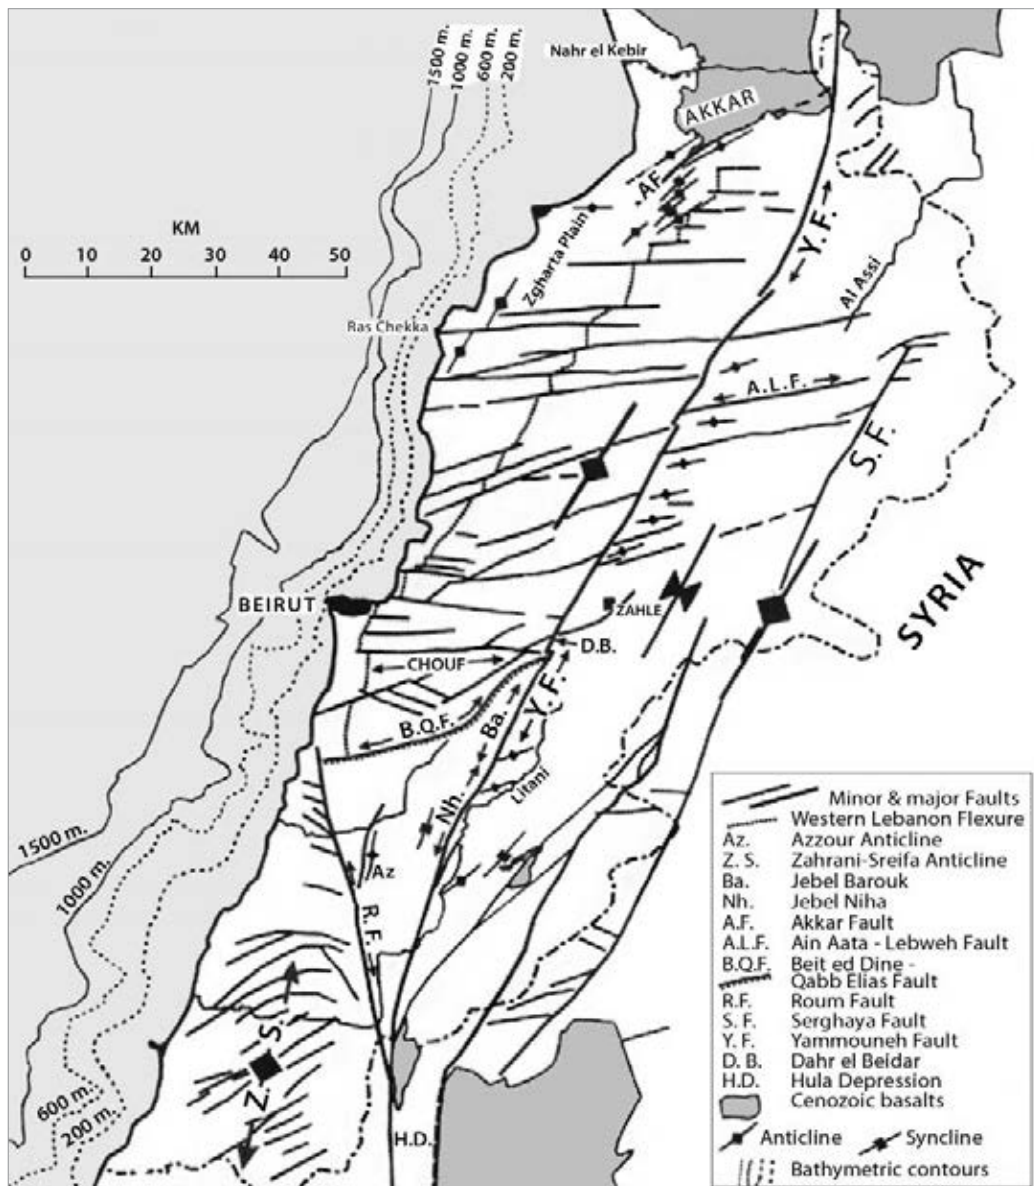 1500 m.
1000 m.
600 m.
200 m.
Nahr el Kebir
AKKAR
A.F.
Y. F.
Al Assi
KM
0 10 20 30 40 50
Zgharta Plain
Ras Chekka
A.L.F.
S.F.
SYRIA
BEIRUT
ZAHLE
D.B.
CHOUF
B.Q.F.
Ba.
Y.F.
Nh.
Litani
1500 m.
1000 m.
Az
R.F.
Z. S.
600 m.
200 m.
H.D.
Minor & major Faults
Western Lebanon Flexure
Az. Azzour Anticline
Z. S. Zahrani-Sreifa Anticline
Ba. Jebel Barouk
Nh. Jebel Niha
A.F. Akkar Fault
A.L.F. Ain Aata - Lebweh Fault
B.Q.F. Beit ed Dine -
Qabb Elias Fault
R.F. Roum Fault
S. F. Serghaya Fault
Y. F. Yammouneh Fault
D. B. Dahr el Beidar
H.D. Hula Depression
Cenozoic basalts
Anticline Syncline
Bathymetric contours